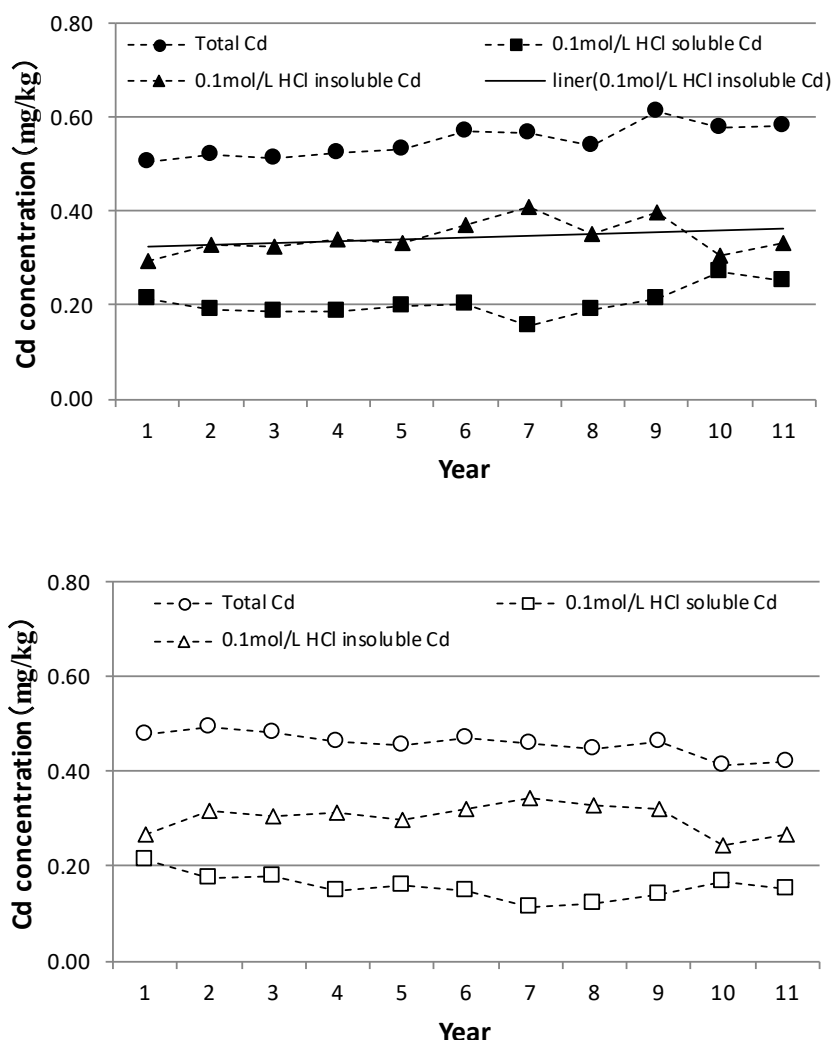 0.80
Total Cd
0.1mol/L HCl soluble Cd
0.1mol/L HCl insoluble Cd
liner(0.1mol/L HCl insoluble Cd)
0.60
0.40
0.20
0.00
Cd concentration（mg/kg）
1 2 3 4 5 6 7 8 9 10 11
Year
0.80
Total Cd
0.1mol/L HCl soluble Cd
0.1mol/L HCl insoluble Cd
0.60
0.40
0.20
0.00
Cd concentration（mg/kg）
1 2 3 4 5 6 7 8 9 10 11
Year